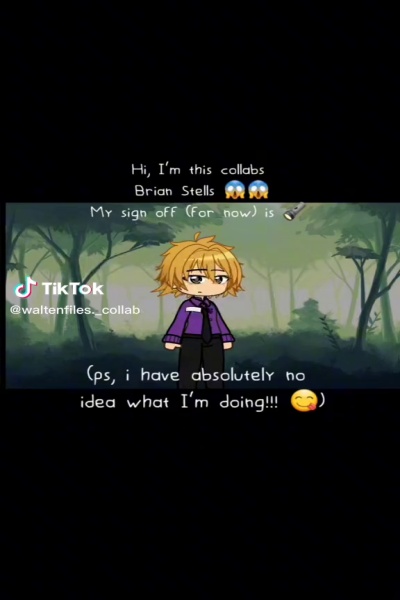 Hi, I'm this collabs
Brian Stells 😱😱
My sign off (for now) is 🔦
TikTok
@waltenfiles._collab
(ps, i have absolutely no
idea what I'm doing!!! 😋)